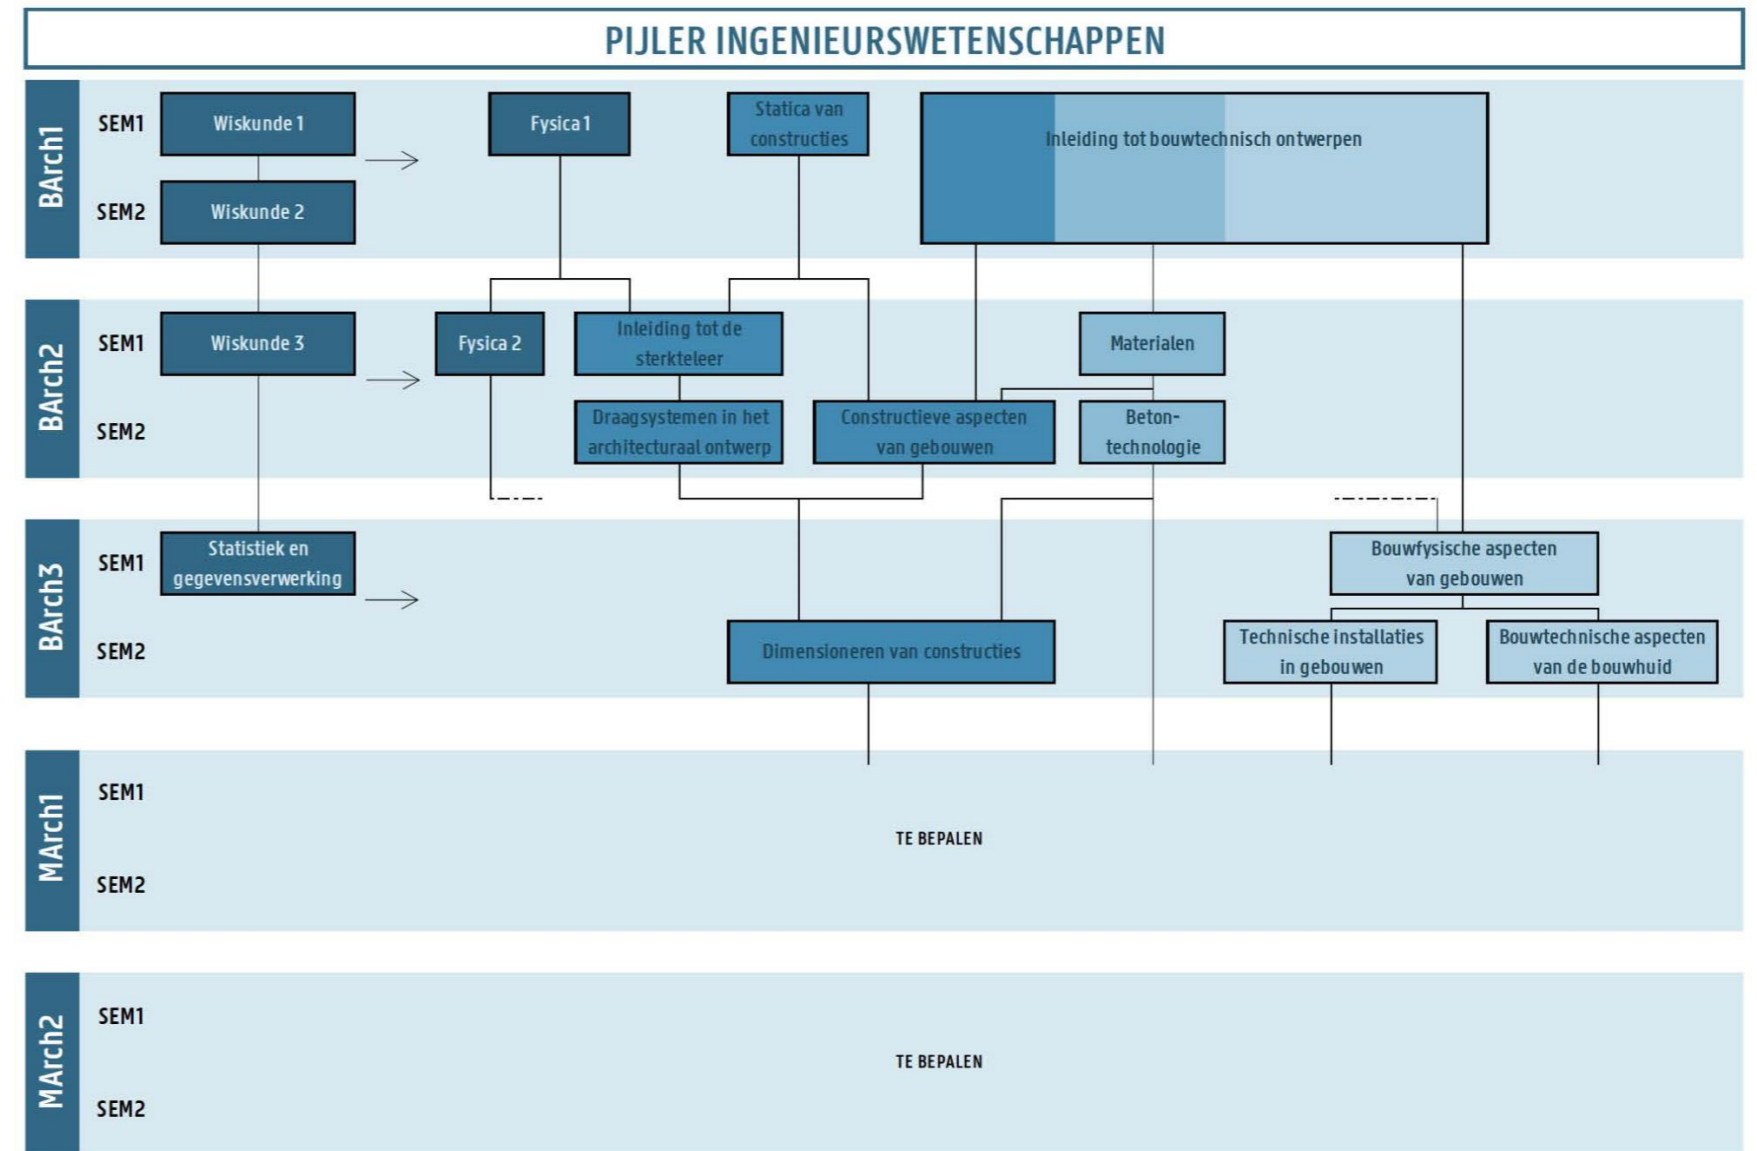 PIJLER INGENIEURSWETENSCHAPPEN
BArch1
SEM1
Wiskunde 1
Fysica 1
Statica van
constructies
Inleiding tot bouwtechnisch ontwerpen
SEM2
Wiskunde 2
BArch2
SEM1
Wiskunde 3
Fysica 2
Inleiding tot de
sterkteleer
Materialen
SEM2
Draagsystemen in het
architecturaal ontwerp
Constructieve aspecten
van gebouwen
Beton-
technologie
BArch3
SEM1
Statistiek en
gegevensverwerking
Bouwfysische aspecten
van gebouwen
SEM2
Dimensioneren van constructies
Technische installaties
in gebouwen
Bouwtechnische aspecten
van de bouwhuid
MArch1
SEM1
TE BEPALEN
SEM2
MArch2
SEM1
TE BEPALEN
SEM2